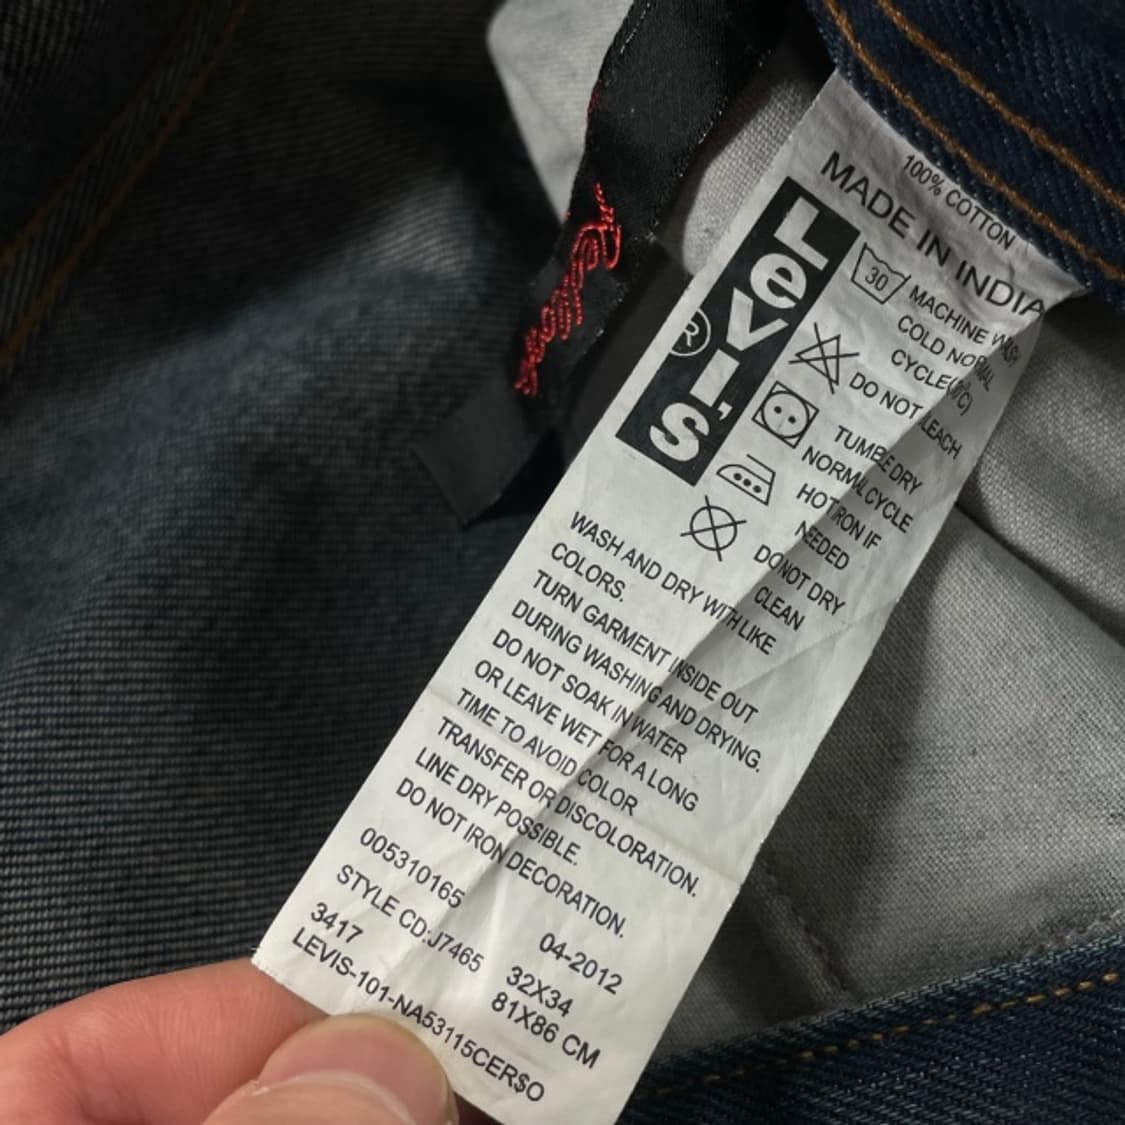 100% COTTON
MADE IN INDIA
Levi's
®
30
MACHINE WASH
COLD NORMAL
CYCLE(30°C)
DO NOT BLEACH
TUMBLE DRY
NORMAL CYCLE
HOT IRON IF
NEEDED
DO NOT DRY
CLEAN
WASH AND DRY WITH LIKE
COLORS.
TURN GARMENT INSIDE OUT
DURING WASHING AND DRYING.
DO NOT SOAK IN WATER
OR LEAVE WET FOR A LONG
TIME TO AVOID COLOR
TRANSFER OR DISCOLORATION.
LINE DRY POSSIBLE.
DO NOT IRON DECORATION.
005310165 04-2012
STYLE CD:J7465 32X34
3417 81X86 CM
LEVIS-101-NA53115CER$O